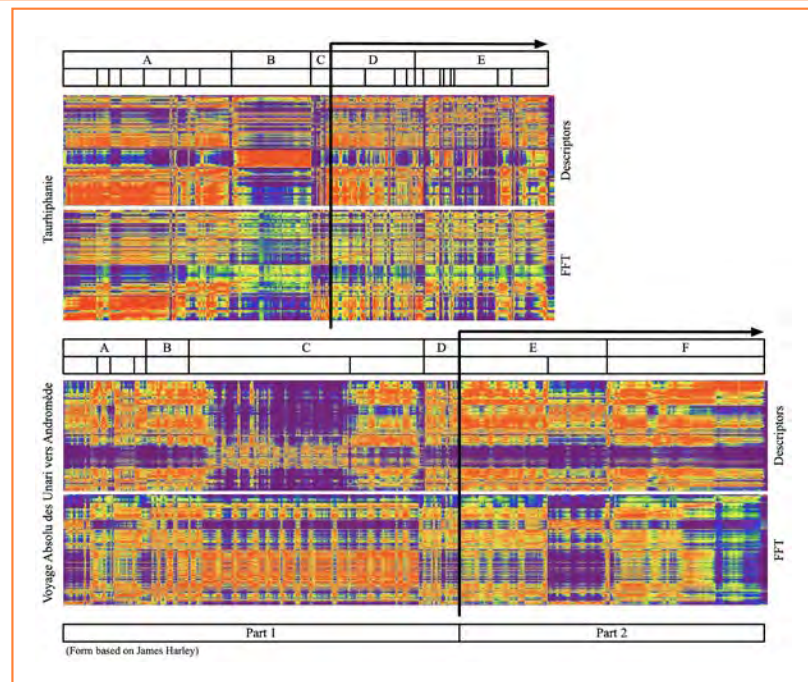 A B C D E
Taurhiphanie
Descriptors
FFT
A B C D E F
Voyage Absolu des Unari vers Andromède
Descriptors
FFT
Part 1 Part 2
(Form based on James Harley)